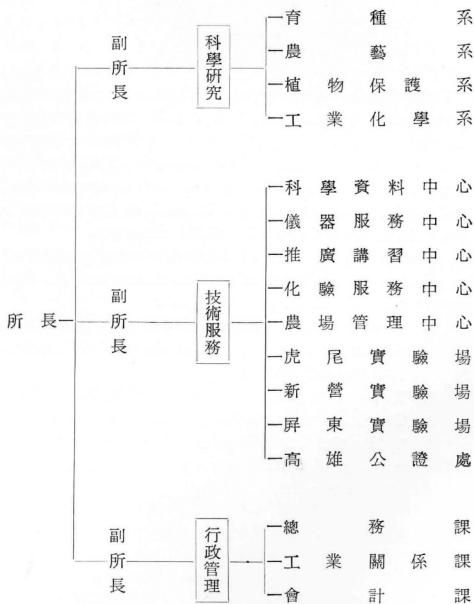 所長
副所長
科學研究
育種系
農藝系
植物保護系
工業化學系
副所長
技術服務
科學資料中心
儀器服務中心
推廣講習中心
化驗服務中心
農場管理中心
虎尾實驗場
新營實驗場
屏東實驗場
高雄公證處
副所長
行政管理
總務課
工業關係課
會計課